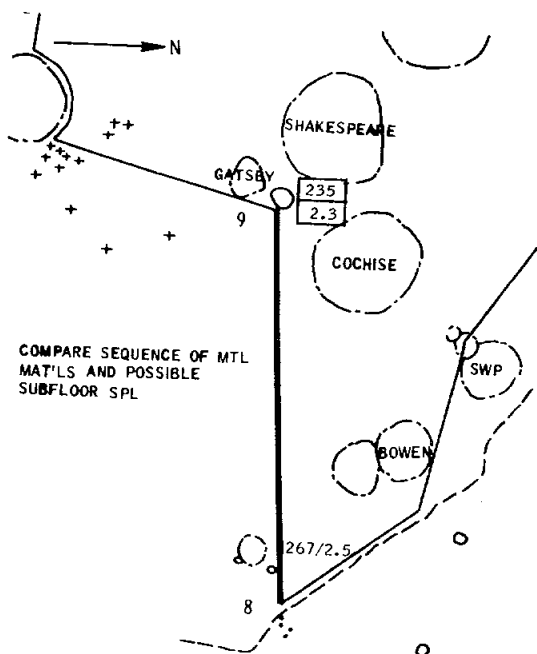 N
SHAKESPEARE
GATSBY
235
2.3
9
COCHISE
COMPARE SEQUENCE OF MTL
MAT'LS AND POSSIBLE
SUBFLOOR SPL
SWP
BOWEN
267/2.5
8